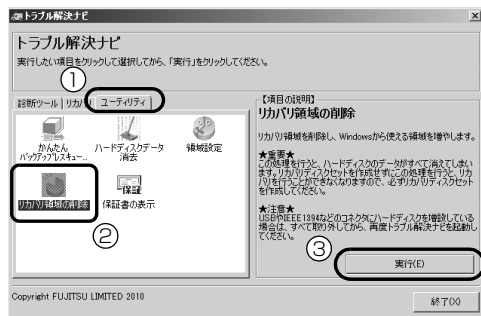 トラブル解決ナビ
トラブル解決ナビ
実行したい項目をクリックして選択してから、「実行」をクリックしてください。
①
診断ツール
リカバリ
ユーティリティ
かんたん
バックアップレスキュー...
ハードディスクデータ
消去
領域設定
リカバリ領域の削除
保証
保証書の表示
②
【項目の説明】
リカバリ領域の削除
リカバリ領域を削除し、Windowsから使える領域を増やします。
★重要★
この処理を行うと、ハードディスクのデータがすべて消えてしまい
ます。リカバリディスクセットを作成せずにこの処理を行うと、リカ
バリを行うことができなくなりますので、必ずリカバリディスクセット
を作成してください。
★注意★
USBやIEEE1394などのコネクタにハードディスクを増設している
場合は、すべて取り外してから、再度トラブル解決ナビを起動し
てください。
③
実行(E)
Copyright FUJITSU LIMITED 2010
終了(X)